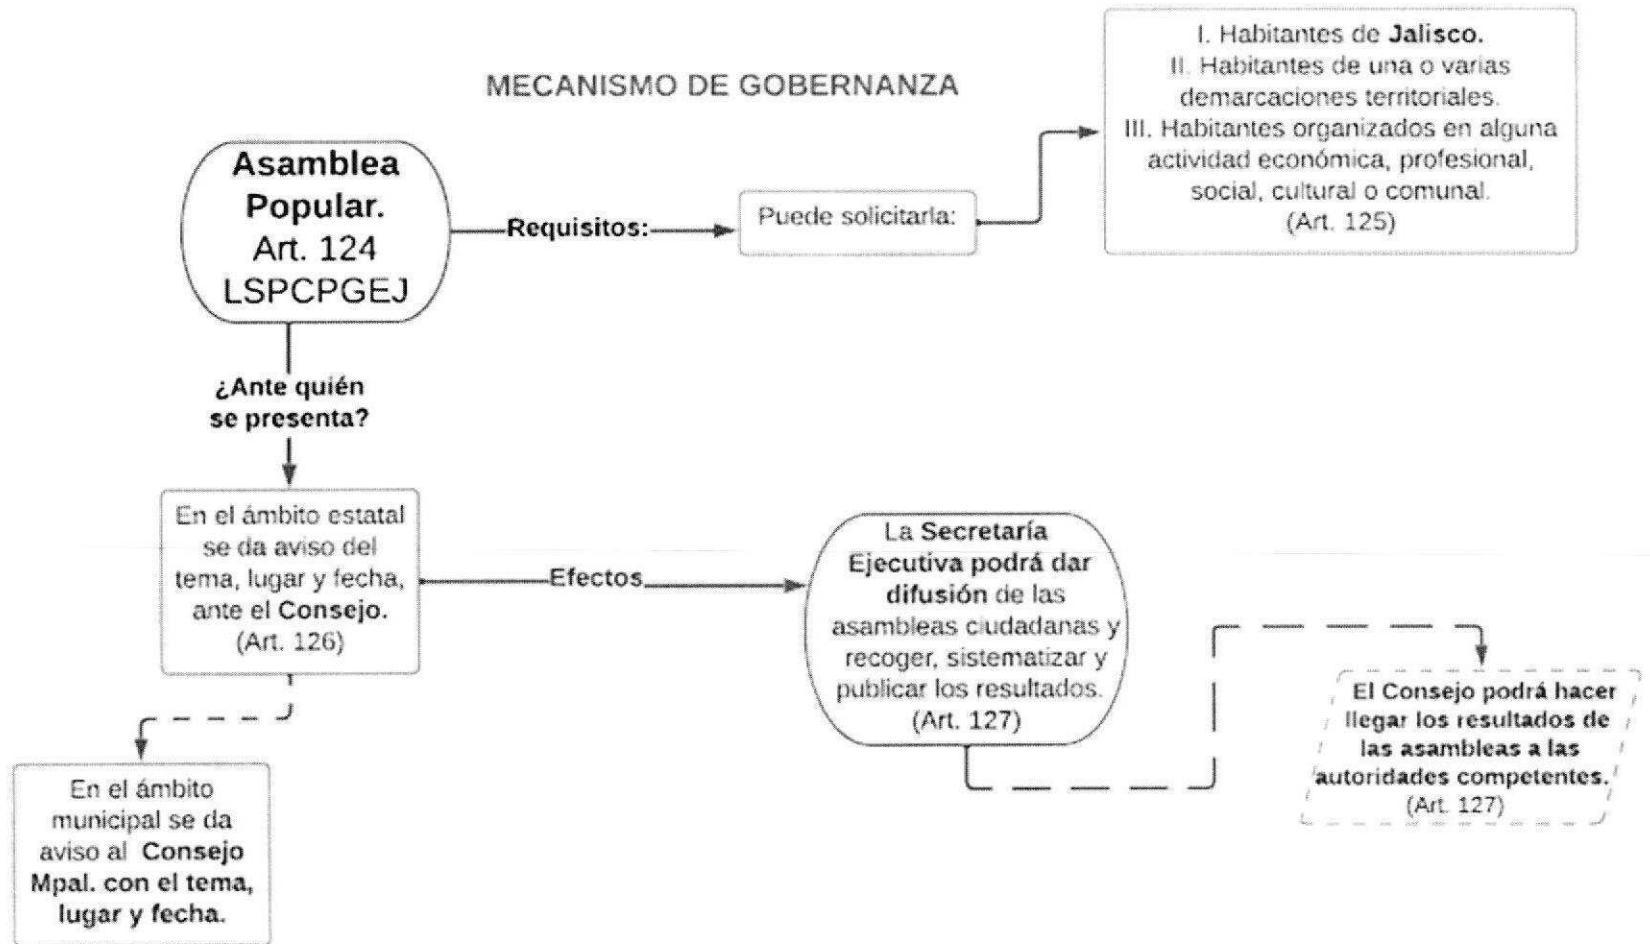 MECANISMO DE GOBERNANZA
Asamblea
Popular.
Art. 124
LSPCPGEJ
Requisitos:
Puede solicitarla:
I. Habitantes de Jalisco.
II. Habitantes de una o varias
demarcaciones territoriales.
III. Habitantes organizados en alguna
actividad económica, profesional,
social, cultural o comunal.
(Art. 125)
¿Ante quién
se presenta?
En el ámbito estatal
se da aviso del
tema, lugar y fecha,
ante el Consejo.
(Art. 126)
Efectos
La Secretaría
Ejecutiva podrá dar
difusión de las
asambleas ciudadanas y
recoger, sistematizar y
publicar los resultados.
(Art. 127)
El Consejo podrá hacer
llegar los resultados de
las asambleas a las
autoridades competentes.
(Art. 127)
En el ámbito
municipal se da
aviso al Consejo
Mpal. con el tema,
lugar y fecha.